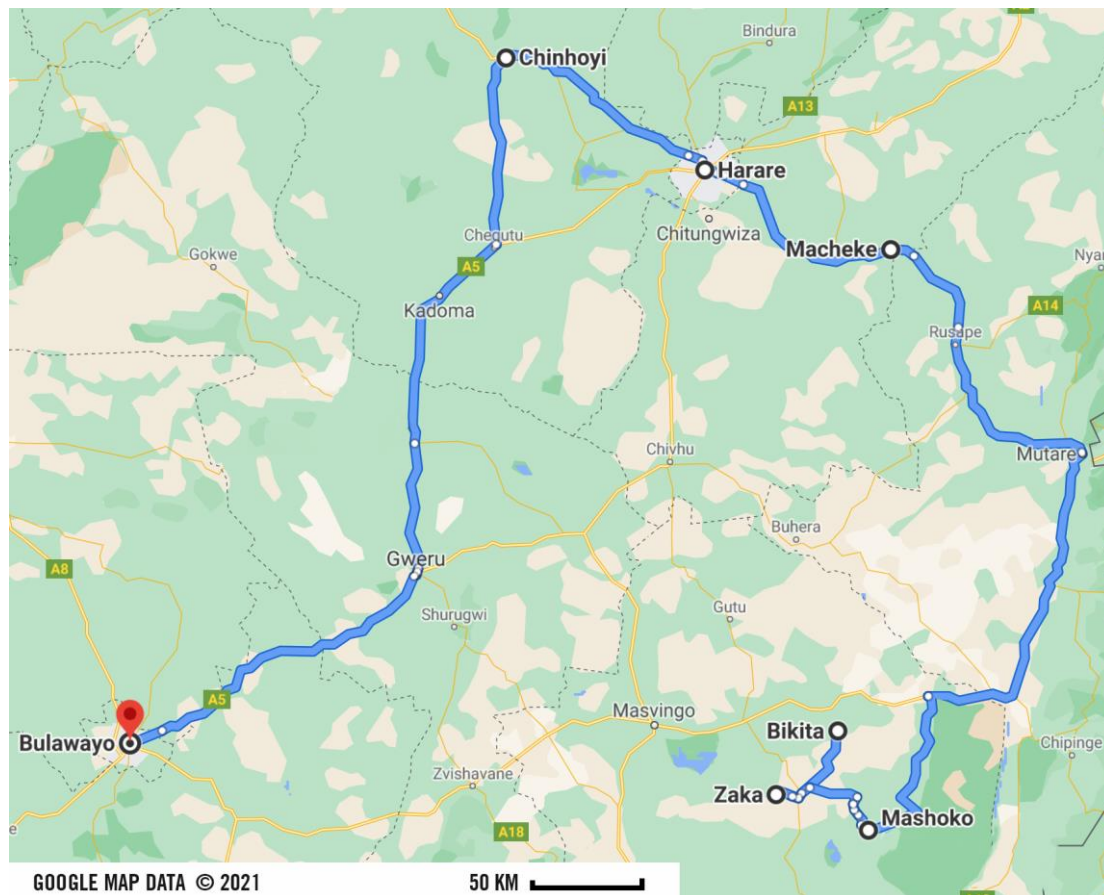 Bindura
Chinhoyi
A13
Harare
Chitungwiza
Chegutu
Macheke
Gokwe
Nyan
A5
Kadoma
A14
Rusape
Chivhu
Mutare
Buhera
A8
Gweru
Shurugwi
Gutu
A5
Masvingo
Bikita
Bulawayo
Chipinge
Zvishavane
Zaka
Mashoko
e
A18
GOOGLE MAP DATA © 2021
50 KM